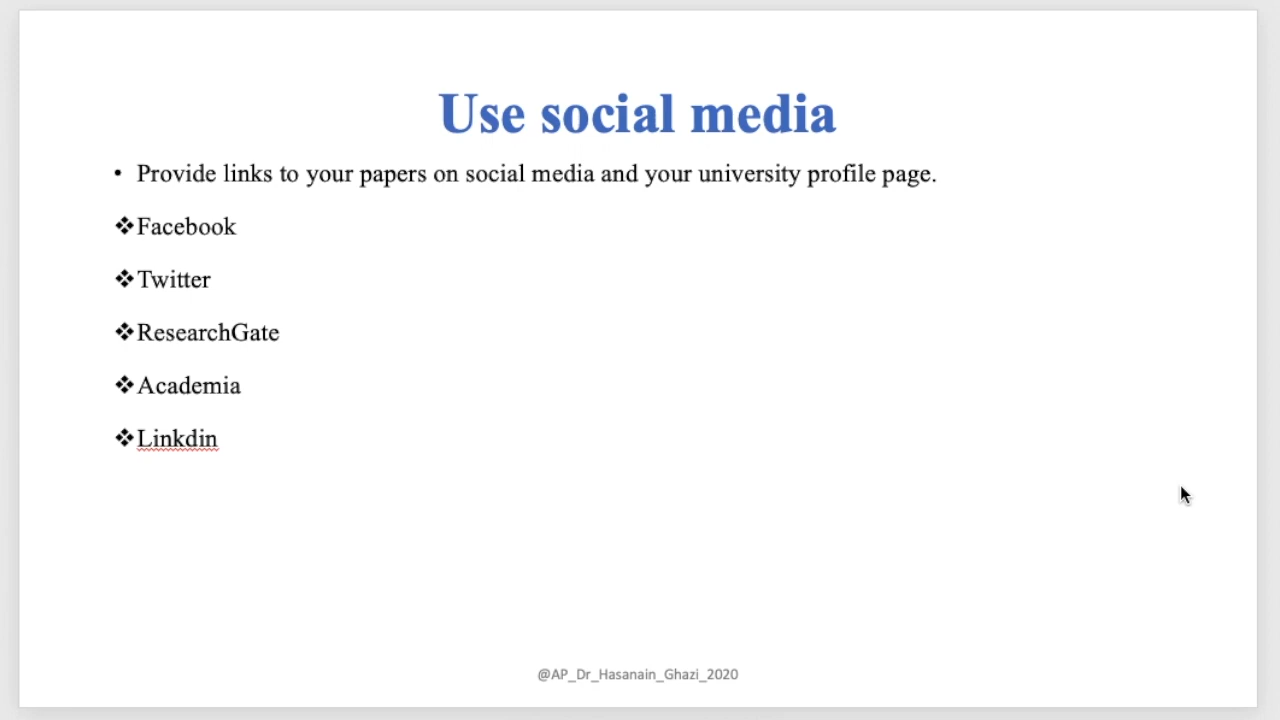 Use social media
• Provide links to your papers on social media and your university profile page.
❖Facebook
❖Twitter
❖ResearchGate
❖Academia
❖Linkdin
@AP_Dr_Hasanain_Ghazi_2020